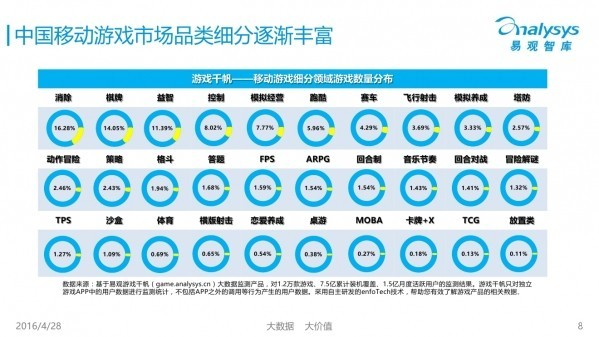 中国移动游戏市场品类细分逐渐丰富
analysys
易观智库
游戏千帆——移动游戏细分领域游戏数量分布
消除 棋牌 益智 控制 模拟经营 跑酷 赛车 飞行射击 模拟养成 塔防
16.28% 14.05% 11.39% 8.02% 7.77% 5.96% 4.29% 3.69% 3.33% 2.57%
动作冒险 策略 格斗 答题 FPS ARPG 回合制 音乐节奏 回合对战 冒险解谜
2.46% 2.43% 1.94% 1.68% 1.59% 1.54% 1.54% 1.43% 1.41% 1.32%
TPS 沙盒 体育 横版射击 恋爱养成 桌游 MOBA 卡牌+X TCG 放置类
1.27% 1.09% 0.69% 0.65% 0.54% 0.38% 0.27% 0.18% 0.13% 0.11%
数据来源:基于易观游戏千帆(game.analysys.cn)大数据监测产品,对1.2万款游戏、7.5亿累计装机覆盖、1.5亿月度活跃用户的监测结果。游戏千帆只对独立
游戏APP中的用户数据进行监测统计,不包括APP之外的调用等行为产生的用户数据。采用自主研发的enfoTech技术,帮助您有效了解游戏产品的相关数据.
2016/4/28 大数据 大价值 8